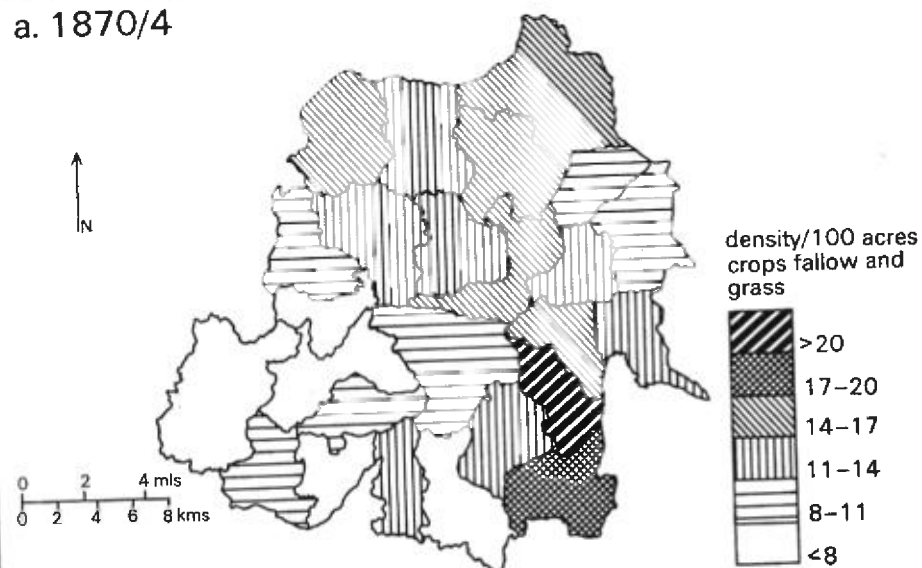 a. 1870/4
N
density/100 acres
crops fallow and
grass
>20
17–20
14–17
11–14
8–11
<8
0 2 4 mls
0 2 4 6 8 kms